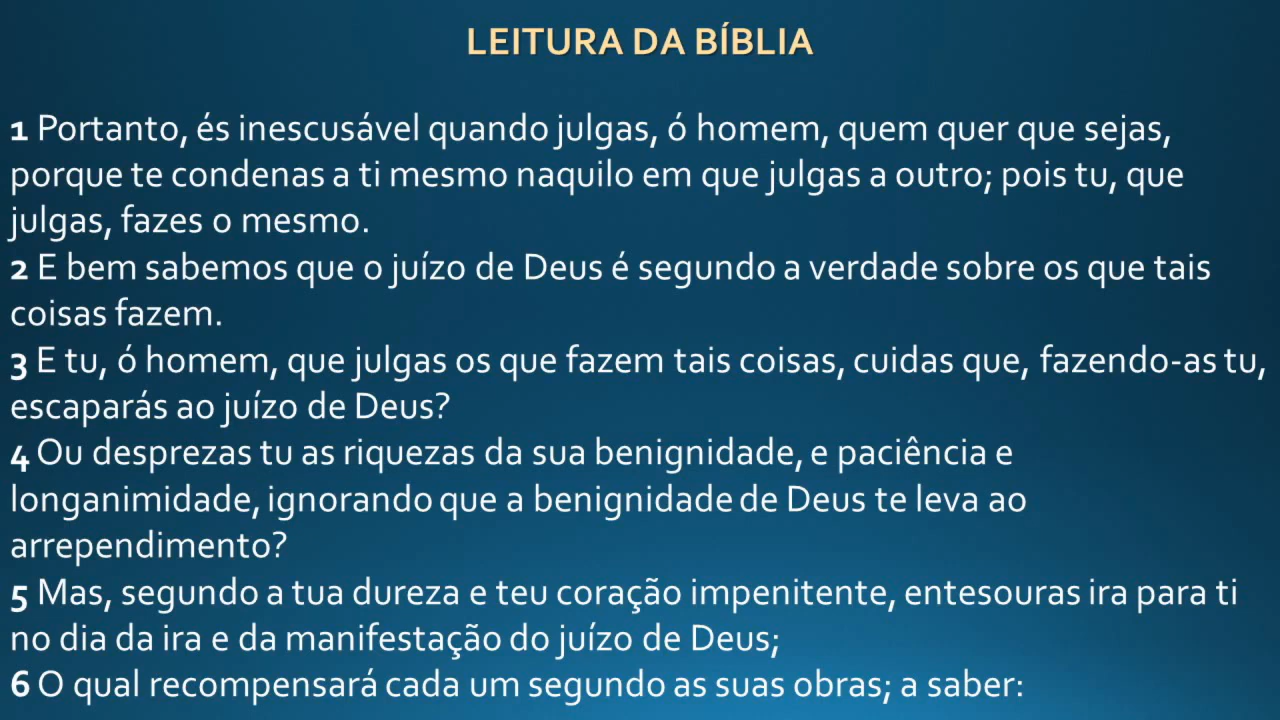 LEITURA DA BÍBLIA
1 Portanto, és inescusável quando julgas, ó homem, quem quer que sejas,
porque te condenas a ti mesmo naquilo em que julgas a outro; pois tu, que
julgas, fazes o mesmo.
2 E bem sabemos que o juízo de Deus é segundo a verdade sobre os que tais
coisas fazem.
3 E tu, ó homem, que julgas os que fazem tais coisas, cuidas que, fazendo-as tu,
escaparás ao juízo de Deus?
4 Ou desprezas tu as riquezas da sua benignidade, e paciência e
longanimidade, ignorando que a benignidade de Deus te leva ao
arrependimento?
5 Mas, segundo a tua dureza e teu coração impenitente, entesouras ira para ti
no dia da ira e da manifestação do juízo de Deus;
6 O qual recompensará cada um segundo as suas obras; a saber: